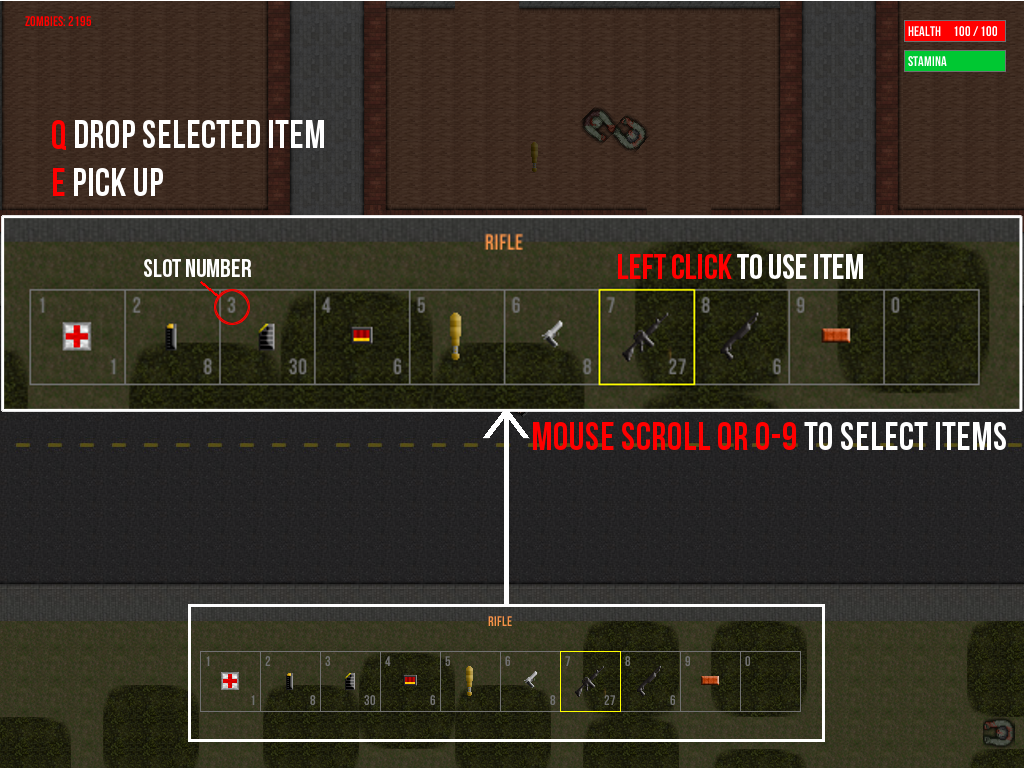 ZOMBIES: 2195
HEALTH 100 / 100
STAMINA
Q DROP SELECTED ITEM
E PICK UP
RIFLE
SLOT NUMBER
LEFT CLICK TO USE ITEM
1 2 3 4 5 6 7 8 9 0
1 8 30 6 8 27 6
MOUSE SCROLL OR 0-9 TO SELECT ITEMS
RIFLE
1 2 3 4 5 6 7 8 9 0
1 8 30 6 8 27 6